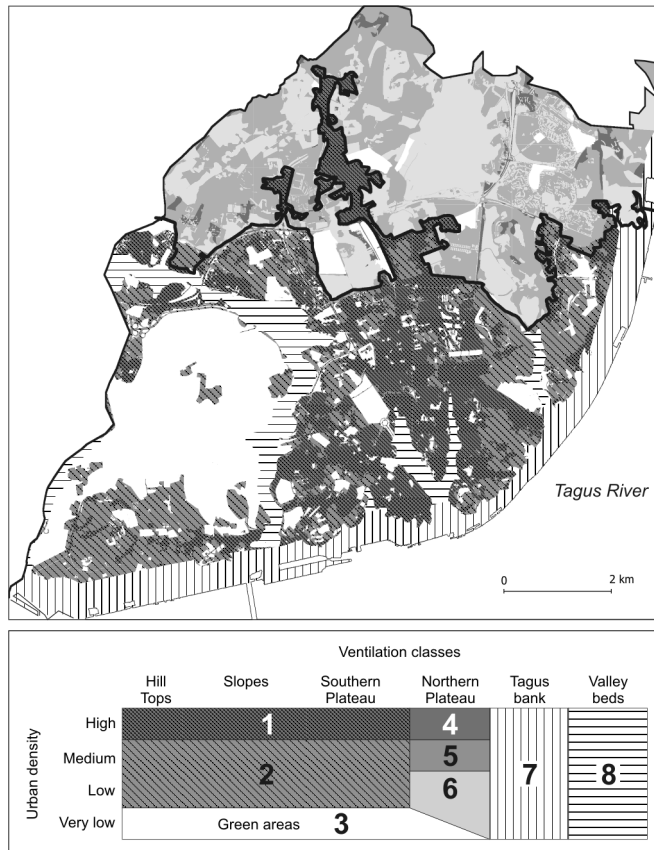 Tagus River
0 2 km
Ventilation classes
Hill Tops
Slopes
Southern Plateau
Northern Plateau
Tagus bank
Valley beds
Urban density
High
Medium
Low
Very low
1
4
5
2
6
7
8
Green areas 3